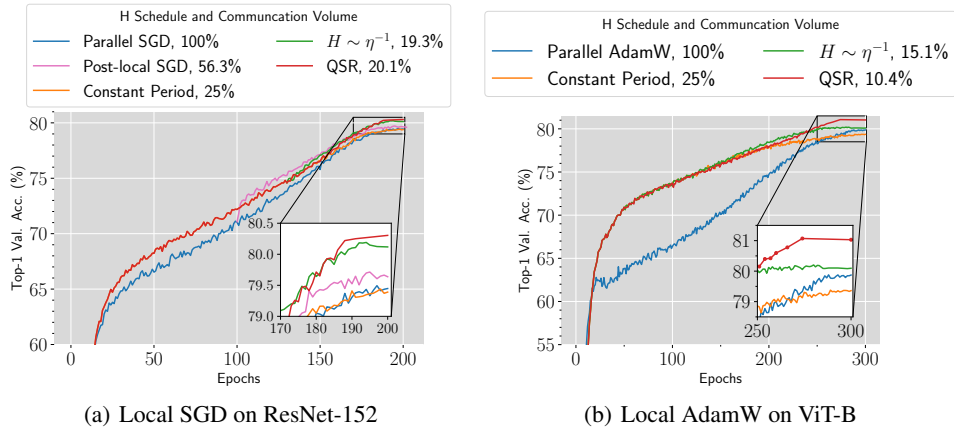 H Schedule and Communcation Volume
Parallel SGD, 100%
Post-local SGD, 56.3%
Constant Period, 25%
H ∼ η⁻¹, 19.3%
QSR, 20.1%
Top-1 Val. Acc. (%)
80
75
70
65
60
80.5
80.0
79.5
79.0
170 180 190 200
0 50 100 150 200
Epochs
(a) Local SGD on ResNet-152
H Schedule and Communcation Volume
Parallel AdamW, 100%
Constant Period, 25%
H ∼ η⁻¹, 15.1%
QSR, 10.4%
Top-1 Val. Acc. (%)
80
75
70
65
60
55
81
80
79
250 300
0 100 200 300
Epochs
(b) Local AdamW on ViT-B